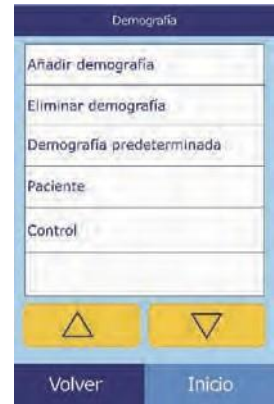 Demografía
Añadir demografía
Eliminar demografía
Demografía predeterminada
Paciente
Control
Volver
Inicio